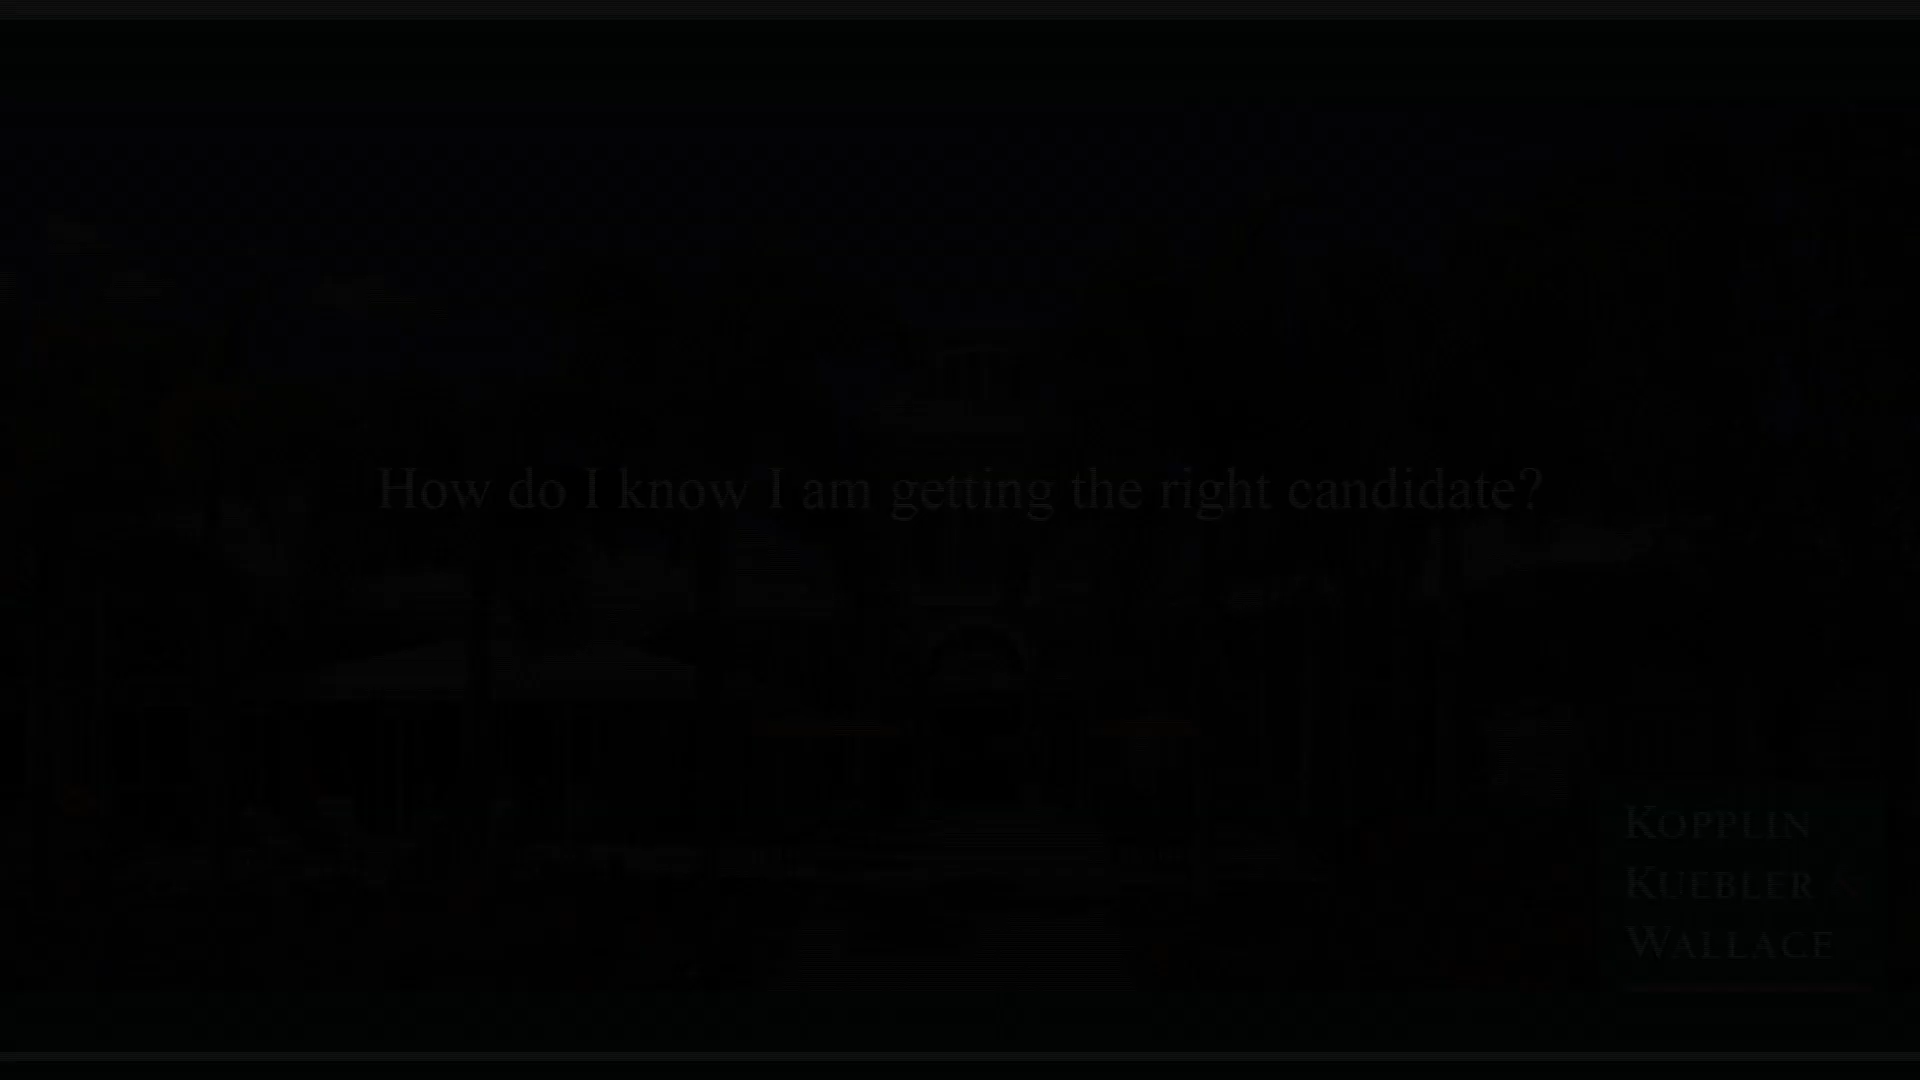 How do I know I am getting the right candidate?
KOPPLIN
KUEBLER &
WALLACE